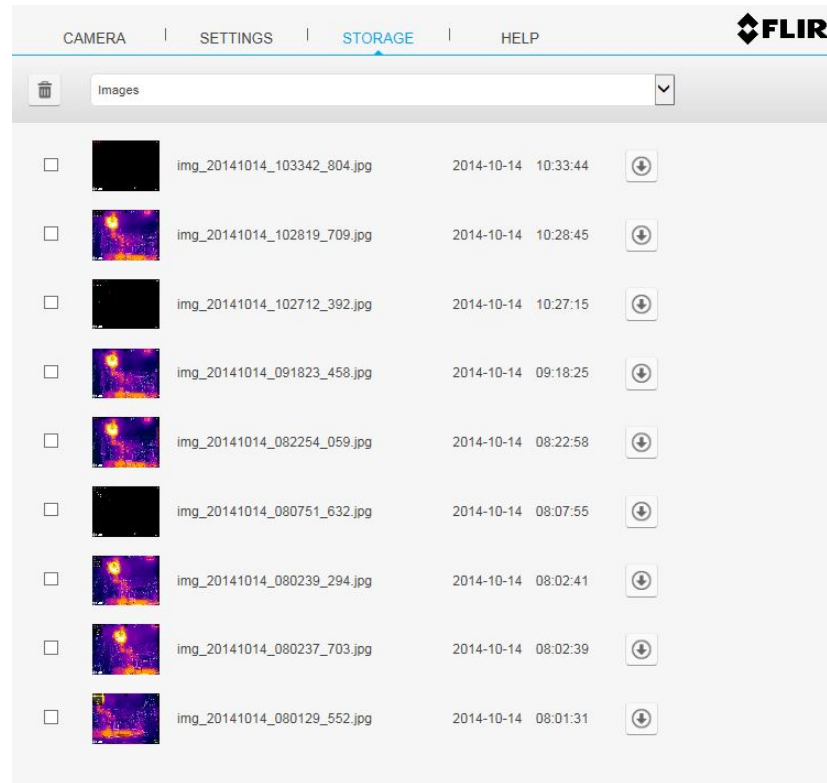 CAMERA | SETTINGS | STORAGE | HELP FLIR
Images
img_20141014_103342_804.jpg 2014-10-14 10:33:44
img_20141014_102819_709.jpg 2014-10-14 10:28:45
img_20141014_102712_392.jpg 2014-10-14 10:27:15
img_20141014_091823_458.jpg 2014-10-14 09:18:25
img_20141014_082254_059.jpg 2014-10-14 08:22:58
img_20141014_080751_632.jpg 2014-10-14 08:07:55
img_20141014_080239_294.jpg 2014-10-14 08:02:41
img_20141014_080237_703.jpg 2014-10-14 08:02:39
img_20141014_080129_552.jpg 2014-10-14 08:01:31